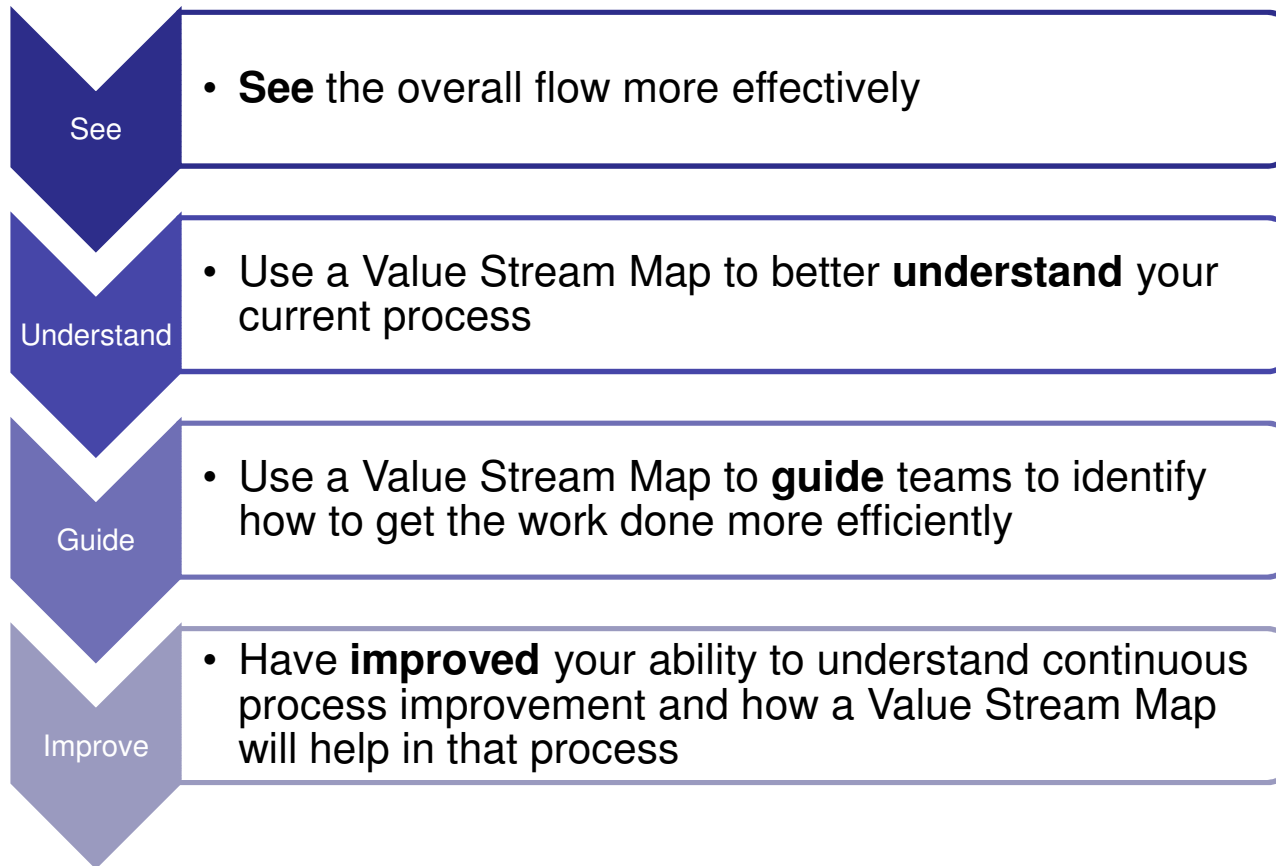 See
• See the overall flow more effectively
Understand
• Use a Value Stream Map to better understand your
current process
Guide
• Use a Value Stream Map to guide teams to identify
how to get the work done more efficiently
Improve
• Have improved your ability to understand continuous
process improvement and how a Value Stream Map
will help in that process